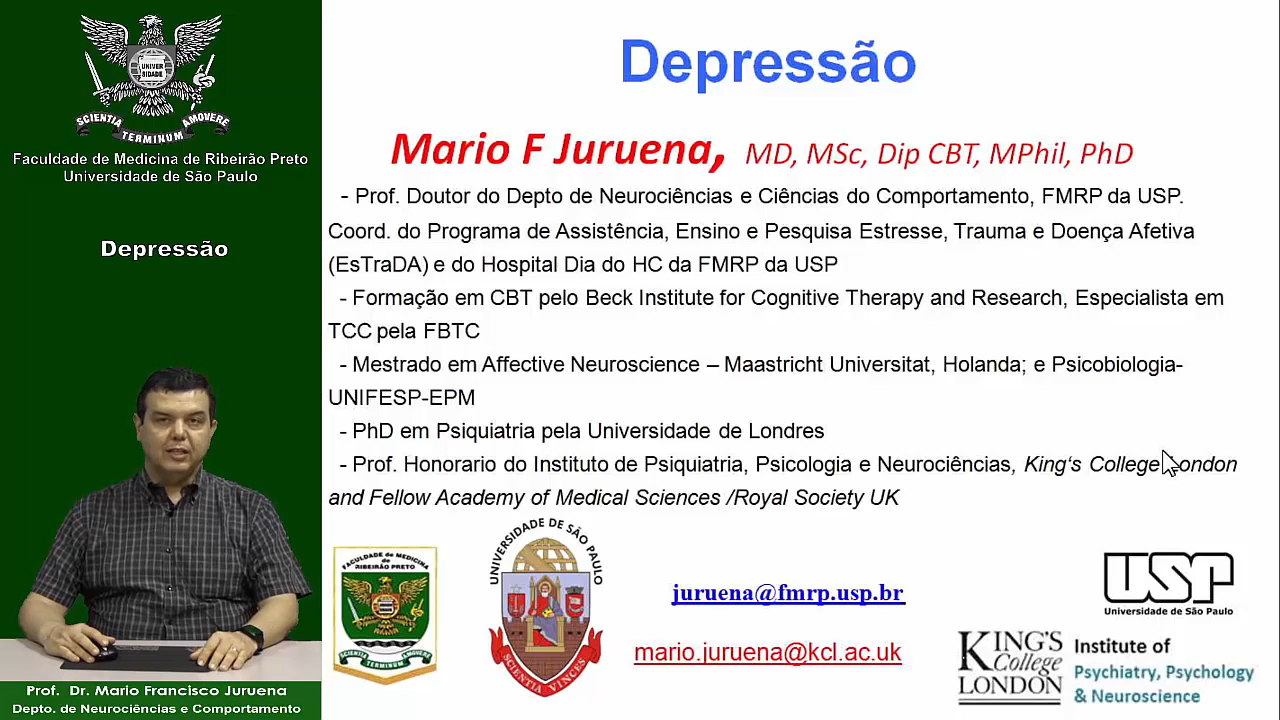 UNIVER
SIDADE
SCIENTIA TERMINUM AMOVERE
Faculdade de Medicina de Ribeirão Preto
Universidade de São Paulo
Depressão
Prof. Dr. Mario Francisco Juruena
Depto. de Neurociências e Comportamento
Depressão
Mario F Juruena, MD, MSc, Dip CBT, MPhil, PhD
- Prof. Doutor do Depto de Neurociências e Ciências do Comportamento, FMRP da USP.
Coord. do Programa de Assistência, Ensino e Pesquisa Estresse, Trauma e Doença Afetiva
(EsTraDA) e do Hospital Dia do HC da FMRP da USP
- Formação em CBT pelo Beck Institute for Cognitive Therapy and Research, Especialista em
TCC pela FBTC
- Mestrado em Affective Neuroscience – Maastricht Universitat, Holanda; e Psicobiologia-
UNIFESP-EPM
- PhD em Psiquiatria pela Universidade de Londres
- Prof. Honorario do Instituto de Psiquiatria, Psicologia e Neurociências, King‘s College London
and Fellow Academy of Medical Sciences /Royal Society UK
FACULDADE de MEDICINA
de
RIBEIRÃO PRETO
SCIENTIA TERMINUM AMOVERE
UNIVERSIDADE DE SÃO PAULO
SCIENTIA VINCES
juruena@fmrp.usp.br
mario.juruena@kcl.ac.uk
USP
Universidade de São Paulo
KING'S
College
LONDON
Institute of
Psychiatry, Psychology
& Neuroscience